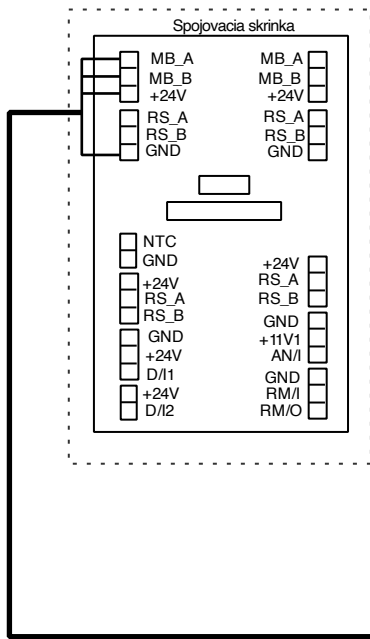 Spojovacia skrinka
MB_A
MB_B
+24V
RS_A
RS_B
GND
MB_A
MB_B
+24V
RS_A
RS_B
GND
NTC
GND
+24V
RS_A
RS_B
GND
+24V
D/I1
+24V
D/I2
+24V
RS_A
RS_B
GND
+11V1
AN/I
GND
RM/I
RM/O